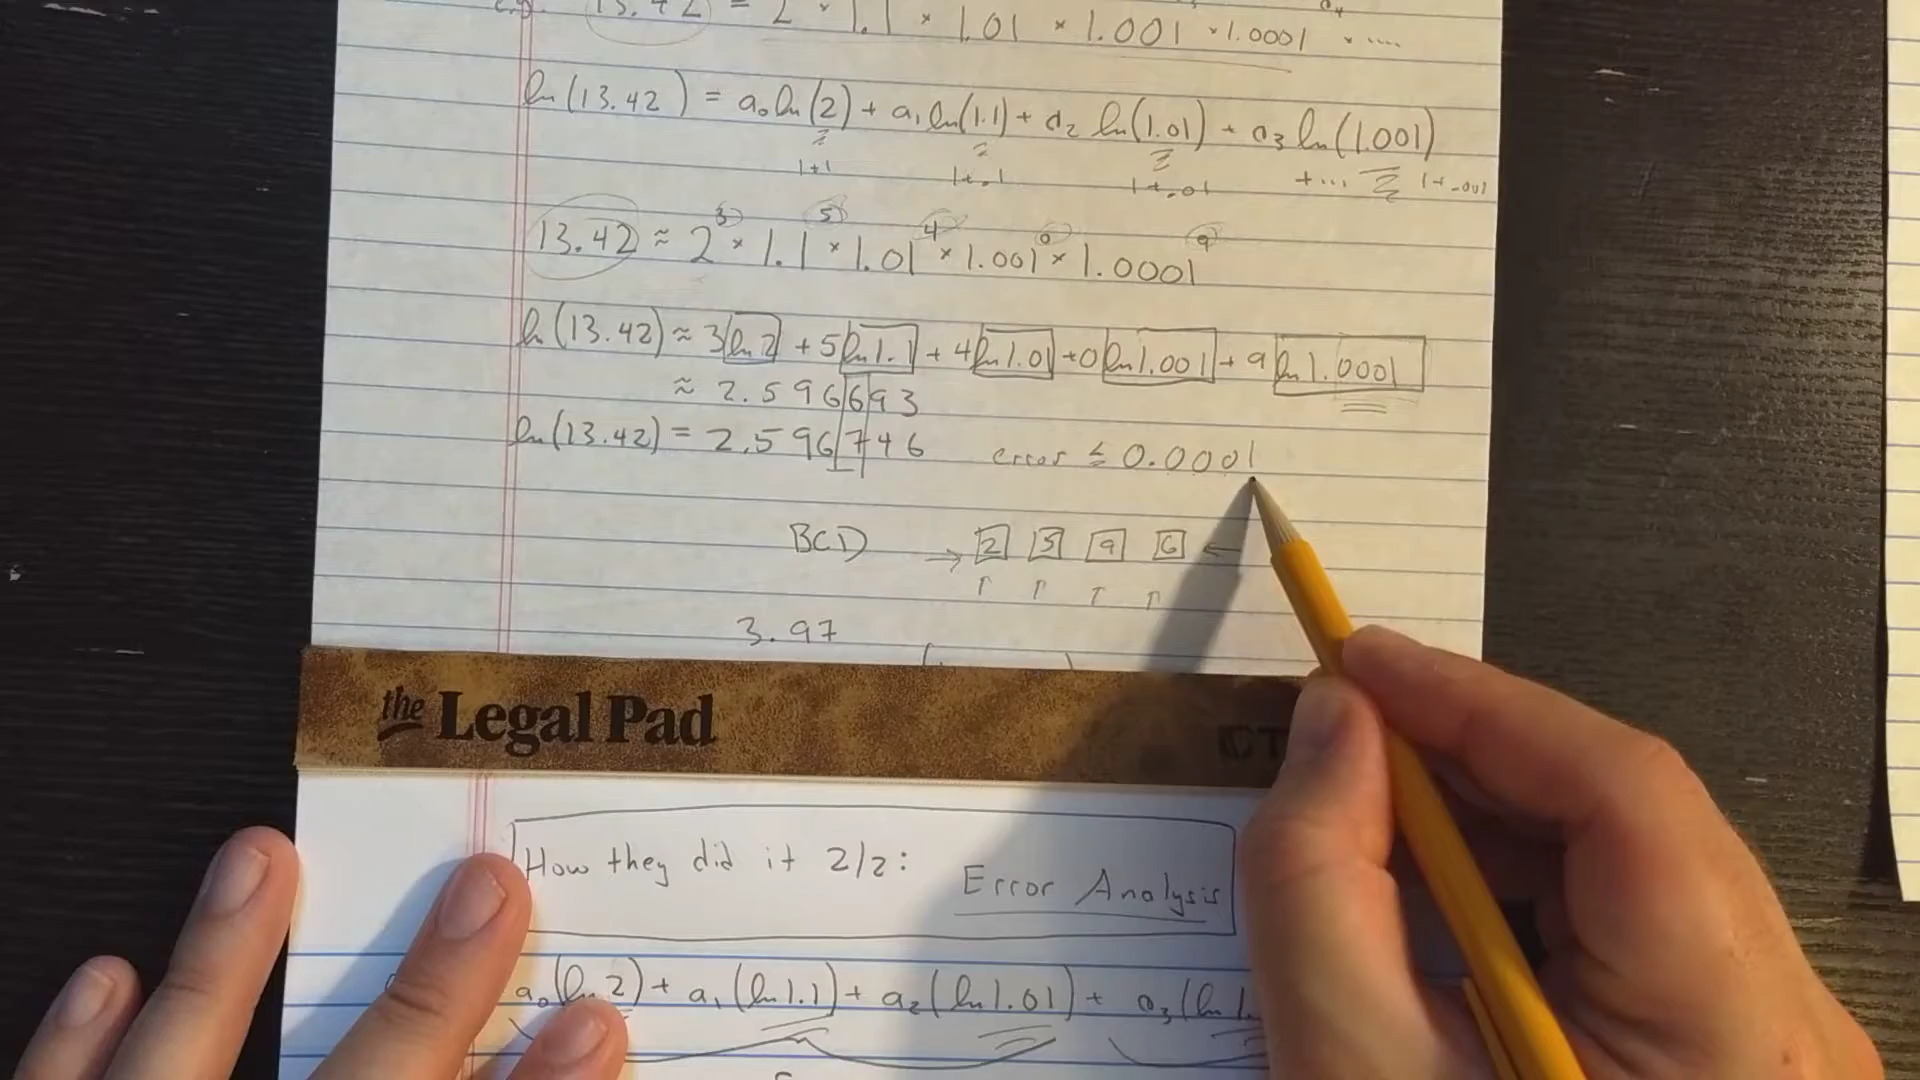 e.g. 13.42 = 2 × 1.1 × 1.01 × 1.001 × 1.0001 × ....
ln(13.42) = a₀ln(2) + a₁ln(1.1) + a₂ ln(1.01) + a₃ ln(1.001)
1+1 1+.1 1+.01 +... 1+.001
13.42 ≈ 2³ × 1.1⁵ × 1.01⁴ × 1.001⁰ × 1.0001⁹
ln(13.42) ≈ 3 ln 2 + 5 ln 1.1 + 4 ln 1.01 + 0 ln 1.001 + 9 ln 1.0001
≈ 2.596693
ln(13.42) = 2.596746 error ≤ 0.0001
BCD → 2 5 9 6 ←
↑ ↑ ↑ ↑
3.97
the Legal Pad
How they did it 2/2: Error Analysis
a₀(ln 2) + a₁(ln 1.1) + a₂(ln 1.01) + a₃(ln 1.